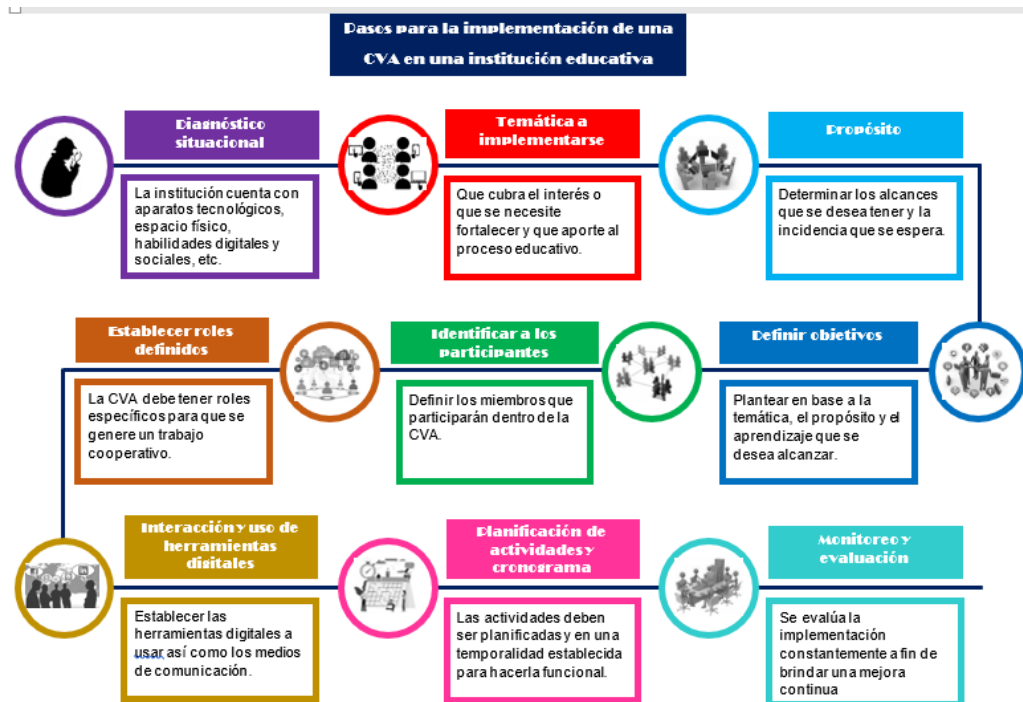 Pasos para la implementación de una
CVA en una institución educativa
Diagnóstico
situacional
La institución cuenta con
aparatos tecnológicos,
espacio físico,
habilidades digitales y
sociales, etc.
Temática a
implementarse
Que cubra el interés o
que se necesite
fortalecer y que aporte al
proceso educativo.
Propósito
Determinar los alcances
que se desea tener y la
incidencia que se espera.
Definir objetivos
Plantear en base a la
temática, el propósito y el
aprendizaje que se
desea alcanzar.
Identificar a los
participantes
Definir los miembros que
participarán dentro de la
CVA.
Establecer roles
definidos
La CVA debe tener roles
específicos para que se
genere un trabajo
cooperativo.
Interacción y uso de
herramientas
digitales
Establecer las
herramientas digitales a
usar así como los medios
de comunicación.
Planificación de
actividades y
cronograma
Las actividades deben
ser planificadas y en una
temporalidad establecida
para hacerla funcional.
Monitoreo y
evaluación
Se evalúa la
implementación
constantemente a fin de
brindar una mejora
continua